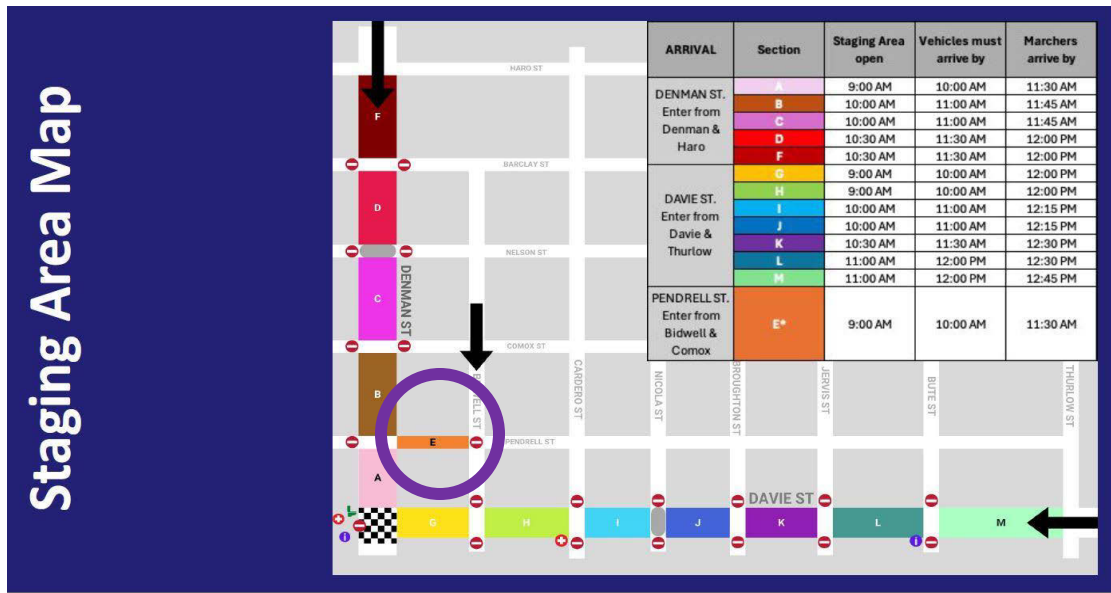 Staging Area Map
ARRIVAL Section Staging Area open Vehicles must arrive by Marchers arrive by
DENMAN ST.
Enter from
Denman &
Haro
A 9:00 AM 10:00 AM 11:30 AM
B 10:00 AM 11:00 AM 11:45 AM
C 10:00 AM 11:00 AM 11:45 AM
D 10:30 AM 11:30 AM 12:00 PM
F 10:30 AM 11:30 AM 12:00 PM
DAVIE ST.
Enter from
Davie &
Thurlow
G 9:00 AM 10:00 AM 12:00 PM
H 9:00 AM 10:00 AM 12:00 PM
I 10:00 AM 11:00 AM 12:15 PM
J 10:00 AM 11:00 AM 12:15 PM
K 10:30 AM 11:30 AM 12:30 PM
L 11:00 AM 12:00 PM 12:30 PM
M 11:00 AM 12:00 PM 12:45 PM
PENDRELL ST.
Enter from
Bidwell &
Comox
E* 9:00 AM 10:00 AM 11:30 AM
HARO ST
F
BARCLAY ST
D
NELSON ST
C
DENMAN ST
COMOX ST
B
CARDERO ST
NICOLA ST
BROUGHTON ST
JERVIS ST
BUTE ST
THURLOW ST
E
PENDRELL ST
A
DAVIE ST
G
H
I
J
K
L
M
i
i